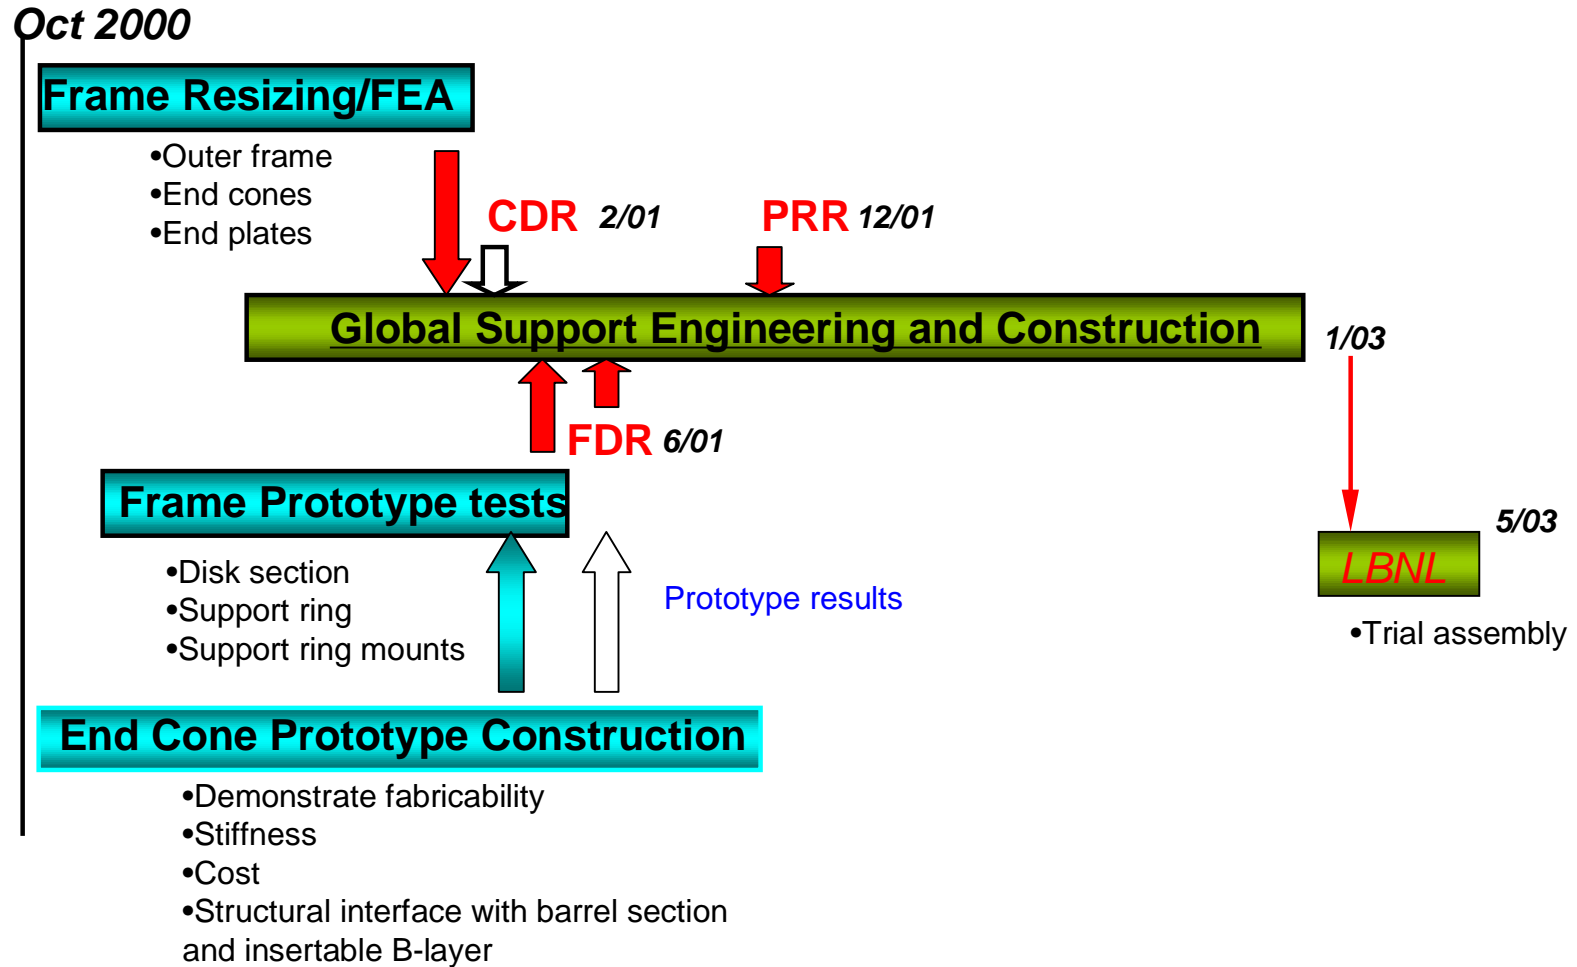 Oct 2000
Frame Resizing/FEA
•Outer frame
•End cones
•End plates
CDR 2/01
PRR 12/01
Global Support Engineering and Construction
1/03
FDR 6/01
Frame Prototype tests
•Disk section
•Support ring
•Support ring mounts
Prototype results
5/03
LBNL
•Trial assembly
End Cone Prototype Construction
•Demonstrate fabricability
•Stiffness
•Cost
•Structural interface with barrel section
and insertable B-layer